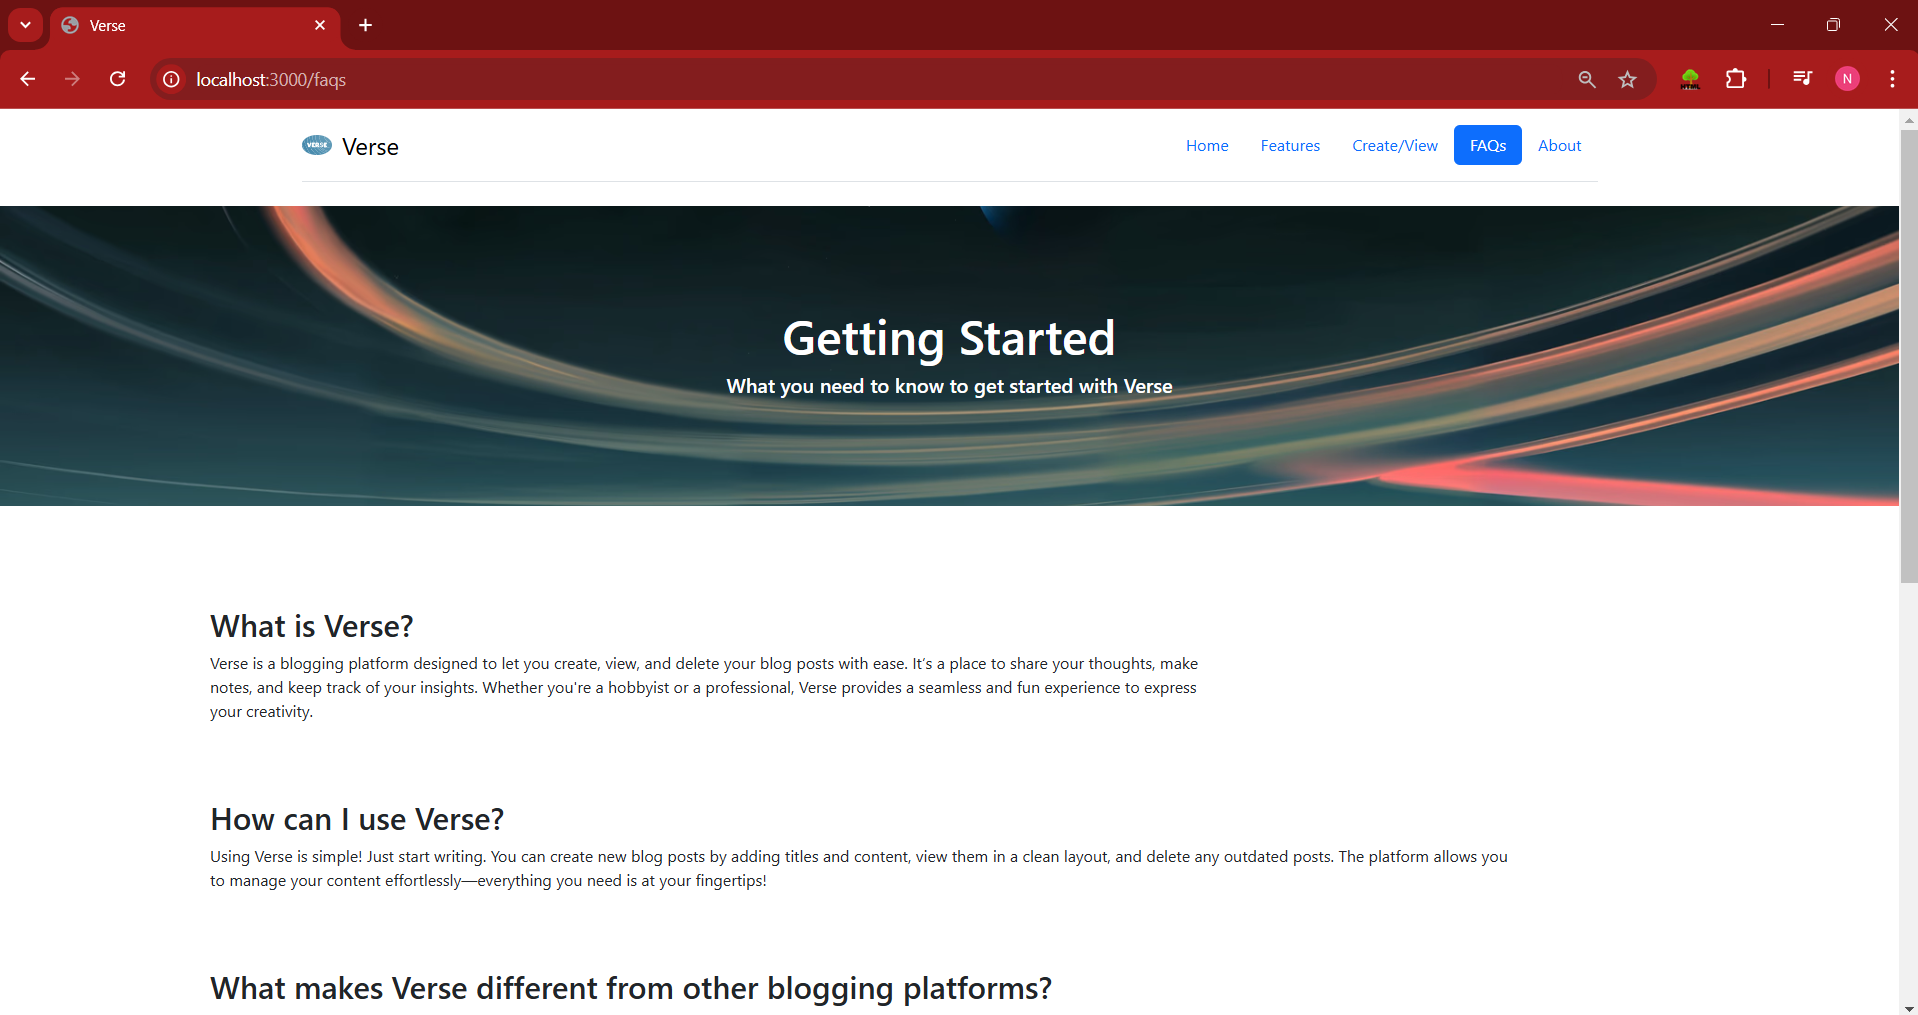 Verse
localhost:3000/faqs
HTML
N
VERSE
Verse
Home Features Create/View FAQs About
Getting Started
What you need to know to get started with Verse
What is Verse?
Verse is a blogging platform designed to let you create, view, and delete your blog posts with ease. It’s a place to share your thoughts, make
notes, and keep track of your insights. Whether you're a hobbyist or a professional, Verse provides a seamless and fun experience to express
your creativity.
How can I use Verse?
Using Verse is simple! Just start writing. You can create new blog posts by adding titles and content, view them in a clean layout, and delete any outdated posts. The platform allows you
to manage your content effortlessly—everything you need is at your fingertips!
What makes Verse different from other blogging platforms?